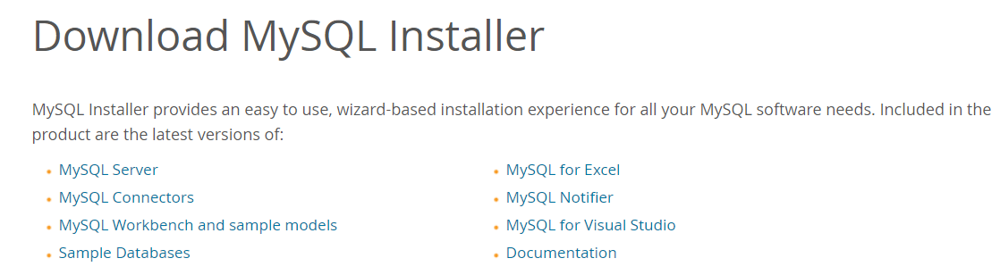 Download MySQL Installer
MySQL Installer provides an easy to use, wizard-based installation experience for all your MySQL software needs. Included in the
product are the latest versions of:
MySQL Server
MySQL Connectors
MySQL Workbench and sample models
Sample Databases
MySQL for Excel
MySQL Notifier
MySQL for Visual Studio
Documentation